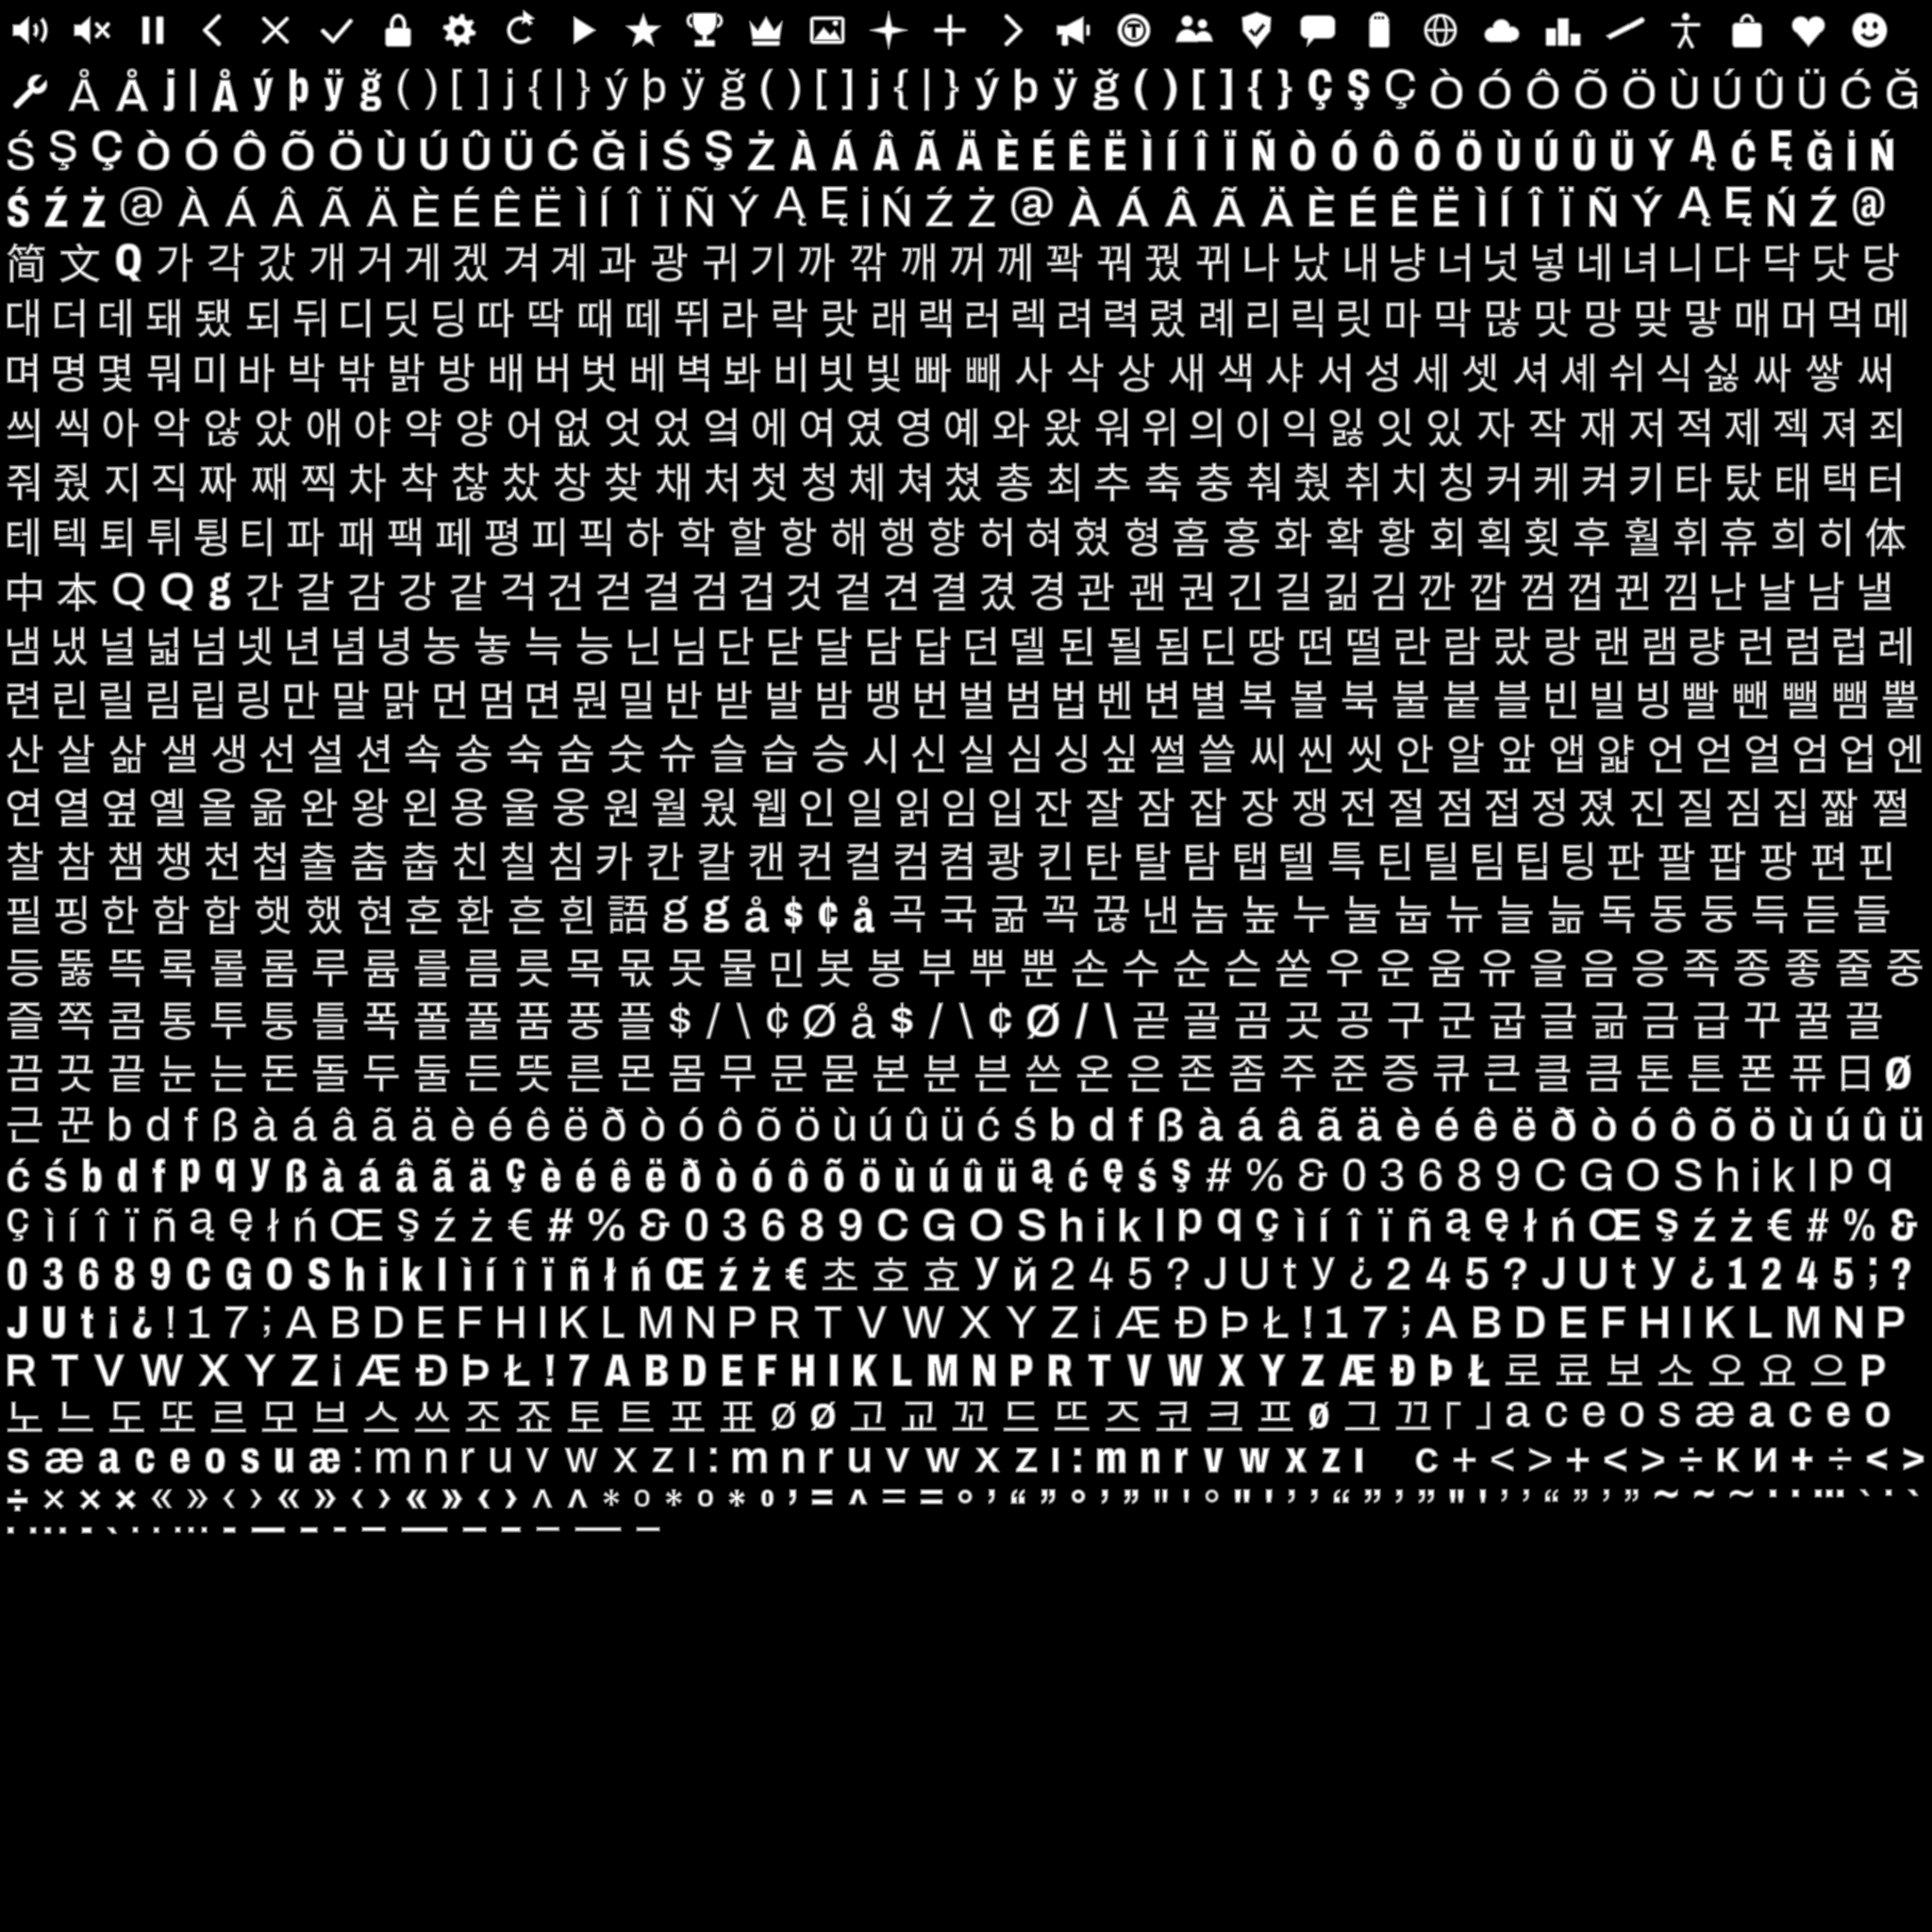 Å Å j | Å ý þ ÿ ğ ( ) [ ] j { | } ý þ ÿ ğ ( ) [ ] j { | } ý þ ÿ ğ ( ) [ ] { } Ç Ş Ç Ò Ó Ô Õ Ö Ù Ú Û Ü Ć Ğ
Ś Ş Ç Ò Ó Ô Õ Ö Ù Ú Û Ü Ć Ğ İ Ś Ş Ż À Á Â Ã Ä È É Ê Ë Ì Í Î Ï Ñ Ò Ó Ô Õ Ö Ù Ú Û Ü Ý Ą Ć Ę Ğ İ Ń
Ś Ź Ż @ À Á Â Ã Ä È É Ê Ë Ì Í Î Ï Ñ Ý Ą Ę İ Ń Ź Ż @ À Á Â Ã Ä È É Ê Ë Ì Í Î Ï Ñ Ý Ą Ę Ń Ź @
简 文 Q 가 각 갔 개 거 게 겠 겨 계 과 광 귀 기 까 깎 깨 꺼 께 꽉 꿔 꿨 뀌 나 났 내 냥 너 넛 넣 네 녀 니 다 닥 닷 당
대 더 데 돼 됐 되 뒤 디 딧 딩 따 딱 때 떼 뛰 라 락 랏 래 랙 러 렉 려 력 렸 례 리 릭 릿 마 막 많 맛 망 맞 맣 매 머 먹 메
며 명 몇 뭐 미 바 박 밖 밝 방 배 버 벗 베 벽 봐 비 빗 빛 빠 빼 사 삭 상 새 색 샤 서 성 세 셋 셔 셰 쉬 식 싫 싸 쌓 써
씌 씩 아 악 않 았 애 야 약 양 어 없 엇 었 엌 에 여 였 영 예 와 왔 워 위 의 이 익 잃 잇 있 자 작 재 저 적 제 젝 져 죄
줘 줬 지 직 짜 째 찍 차 착 찮 찼 창 찾 채 처 첫 청 체 쳐 쳤 총 최 추 축 충 춰 췄 취 치 칭 커 케 켜 키 타 탔 태 택 터
테 텍 퇴 튀 튕 티 파 패 팩 페 평 피 픽 하 학 할 항 해 행 향 허 혀 혔 형 홈 홍 화 확 황 회 획 횟 후 훨 휘 휴 희 히 体
中 本 Q Q g 간 갈 감 강 같 걱 건 걷 걸 검 겁 것 겉 견 결 겼 경 관 괜 권 긴 길 깊 김 깐 깝 껌 껍 뀐 낌 난 날 남 낼
냄 냈 널 넓 넘 넷 년 념 녕 농 놓 늑 능 닌 님 단 닫 달 담 답 던 델 된 될 됨 딘 땅 떤 떨 란 람 랐 랑 랜 램 량 런 럼 럽 레
련 린 릴 림 립 링 만 말 맑 먼 멈 면 뭔 밀 반 받 발 밤 뱅 번 벌 범 법 벤 변 별 복 볼 북 불 붙 블 빈 빌 빙 빨 뺀 뺄 뺌 뿔
산 살 삶 샐 생 선 설 션 속 송 숙 숨 숫 슈 슬 습 승 시 신 실 심 싱 싶 썰 쓸 씨 씬 씻 안 알 앞 앱 얇 언 얻 얼 엄 업 엔
연 열 옆 옐 올 옮 완 왕 왼 용 울 웅 원 월 웠 웹 인 일 읽 임 입 잔 잘 잠 잡 장 쟁 전 절 점 접 정 졌 진 질 짐 집 짧 쩔
찰 참 챔 챙 천 첩 출 춤 춥 친 칠 침 카 칸 칼 캔 컨 컬 컴 켬 쾅 킨 탄 탈 탐 탭 텔 특 틴 틸 팀 팁 팅 판 팔 팝 팡 편 핀
필 핑 한 함 합 햇 했 현 혼 환 흔 흰 語 g g å $ ¢ å 곡 국 굶 꼭 끊 낸 놈 높 누 눌 눕 뉴 늘 늚 독 동 둥 득 듣 들
등 뚫 뜩 록 롤 롬 루 륨 를 름 릇 목 몫 못 물 민 봇 봉 부 뿌 뿐 손 수 순 슨 쏟 우 운 움 유 을 음 응 족 종 좋 줄 중
즐 쪽 콤 통 투 퉁 틀 폭 폴 풀 품 풍 플 $ / \ ¢ Ø å $ / \ ¢ Ø / \ 곧 골 곰 곳 공 구 군 굽 글 긂 금 급 꾸 꿀 끌
끔 끗 끝 눈 는 돈 돌 두 둘 든 뜻 른 몬 몸 무 문 묻 본 분 븐 쓴 온 은 존 좀 주 준 증 큐 큰 클 큼 톤 튼 폰 퓨 日 Ø
근 꾼 b d f ß à á â ã ä è é ê ë ð ò ó ô õ ö ù ú û ü ć ś b d f ß à á â ã ä è é ê ë ð ò ó ô õ ö ù ú û ü
ć ś b d f p q y ß à á â ã ä ç è é ê ë ð ò ó ô õ ö ù ú û ü ą ć ę ś ş # % & 0 3 6 8 9 C G O S h i k l p q
ç ì í î ï ñ ą ę ł ń Œ ş ź ż € # % & 0 3 6 8 9 C G O S h i k l p q ç ì í î ï ñ ą ę ł ń Œ ş ź ż € # % &
0 3 6 8 9 C G O S h i k l ì í î ï ñ ł ń Œ ź ż € 초 호 효 У й 2 4 5 ? J U t y ¿ 2 4 5 ? J U t y ¿ 1 2 4 5 ; ?
J U t ¡ ¿ ! 1 7 ; A B D E F H I K L M N P R T V W X Y Z ¡ Æ Ð Þ Ł ! 1 7 ; A B D E F H I K L M N P
R T V W X Y Z ¡ Æ Ð Þ Ł ! 7 A B D E F H I K L M N P R T V W X Y Z Æ Ð Þ Ł 로 료 보 소 오 요 으 Р
노 느 도 또 르 모 브 스 쓰 조 죠 토 트 포 표 ø ø 고 교 꼬 드 뜨 즈 코 크 프 ø 그 끄 「 」 a c e o s æ a c e o
s æ a c e o s u æ : m n r u v w x z ı : m n r u v w x z ı : m n r v w x z ı с + < > + < > ÷ к и + ÷ < >
÷ × × × « » ‹ › « » ‹ › « » ‹ › ^ ^ * º * º * º ’ = ^ = = ° ’ “ ” ° ’ ” " ' ° " ' ’ ’ “ ” ’ ” " ' ’ ’ “ ” ’ ” ~ ~ ~